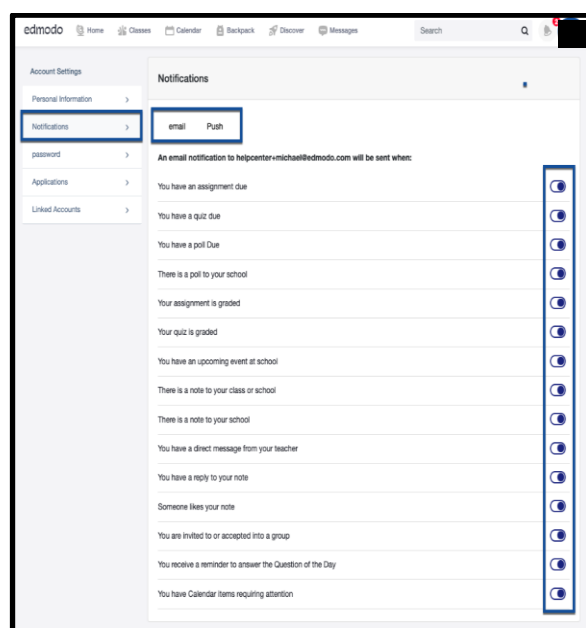 edmodo Home Classes Calendar Backpack Discover Messages Search
Account Settings
Personal Information
Notifications
password
Applications
Linked Accounts
Notifications
email Push
An email notification to helpcenter+michael@edmodo.com will be sent when:
You have an assignment due
You have a quiz due
You have a poll Due
There is a poll to your school
Your assignment is graded
Your quiz is graded
You have an upcoming event at school
There is a note to your class or school
There is a note to your school
You have a direct message from your teacher
You have a reply to your note
Someone likes your note
You are invited to or accepted into a group
You receive a reminder to answer the Question of the Day
You have Calendar items requiring attention